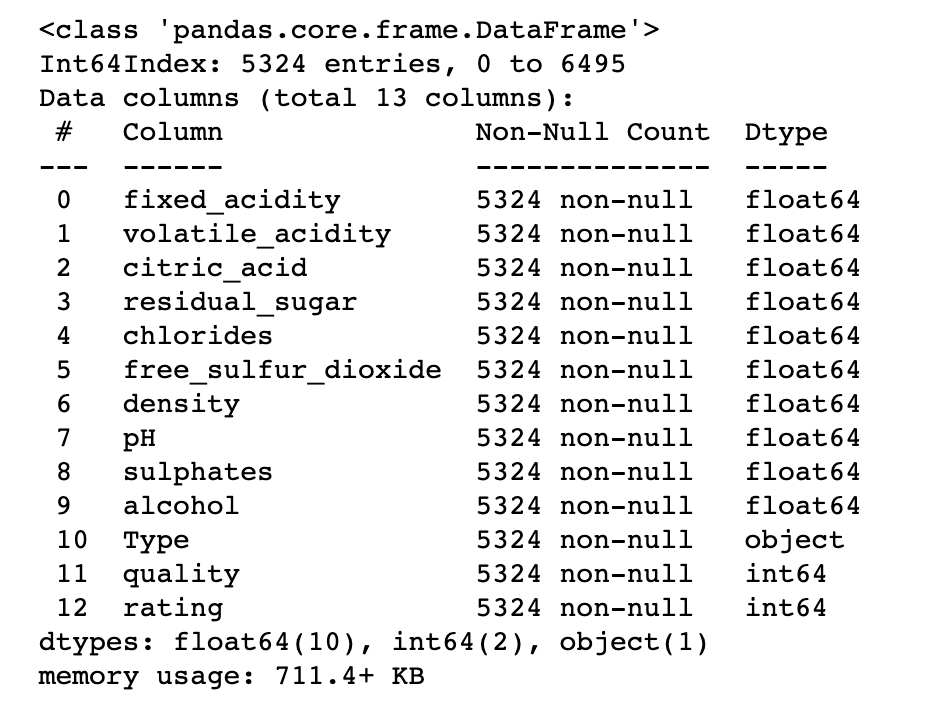 <class 'pandas.core.frame.DataFrame'>
Int64Index: 5324 entries, 0 to 6495
Data columns (total 13 columns):
 #   Column               Non-Null Count  Dtype
---  ------               --------------  -----
 0   fixed_acidity        5324 non-null   float64
 1   volatile_acidity     5324 non-null   float64
 2   citric_acid          5324 non-null   float64
 3   residual_sugar       5324 non-null   float64
 4   chlorides            5324 non-null   float64
 5   free_sulfur_dioxide  5324 non-null   float64
 6   density              5324 non-null   float64
 7   pH                   5324 non-null   float64
 8   sulphates            5324 non-null   float64
 9   alcohol              5324 non-null   float64
 10  Type                 5324 non-null   object
 11  quality              5324 non-null   int64
 12  rating               5324 non-null   int64
dtypes: float64(10), int64(2), object(1)
memory usage: 711.4+ KB